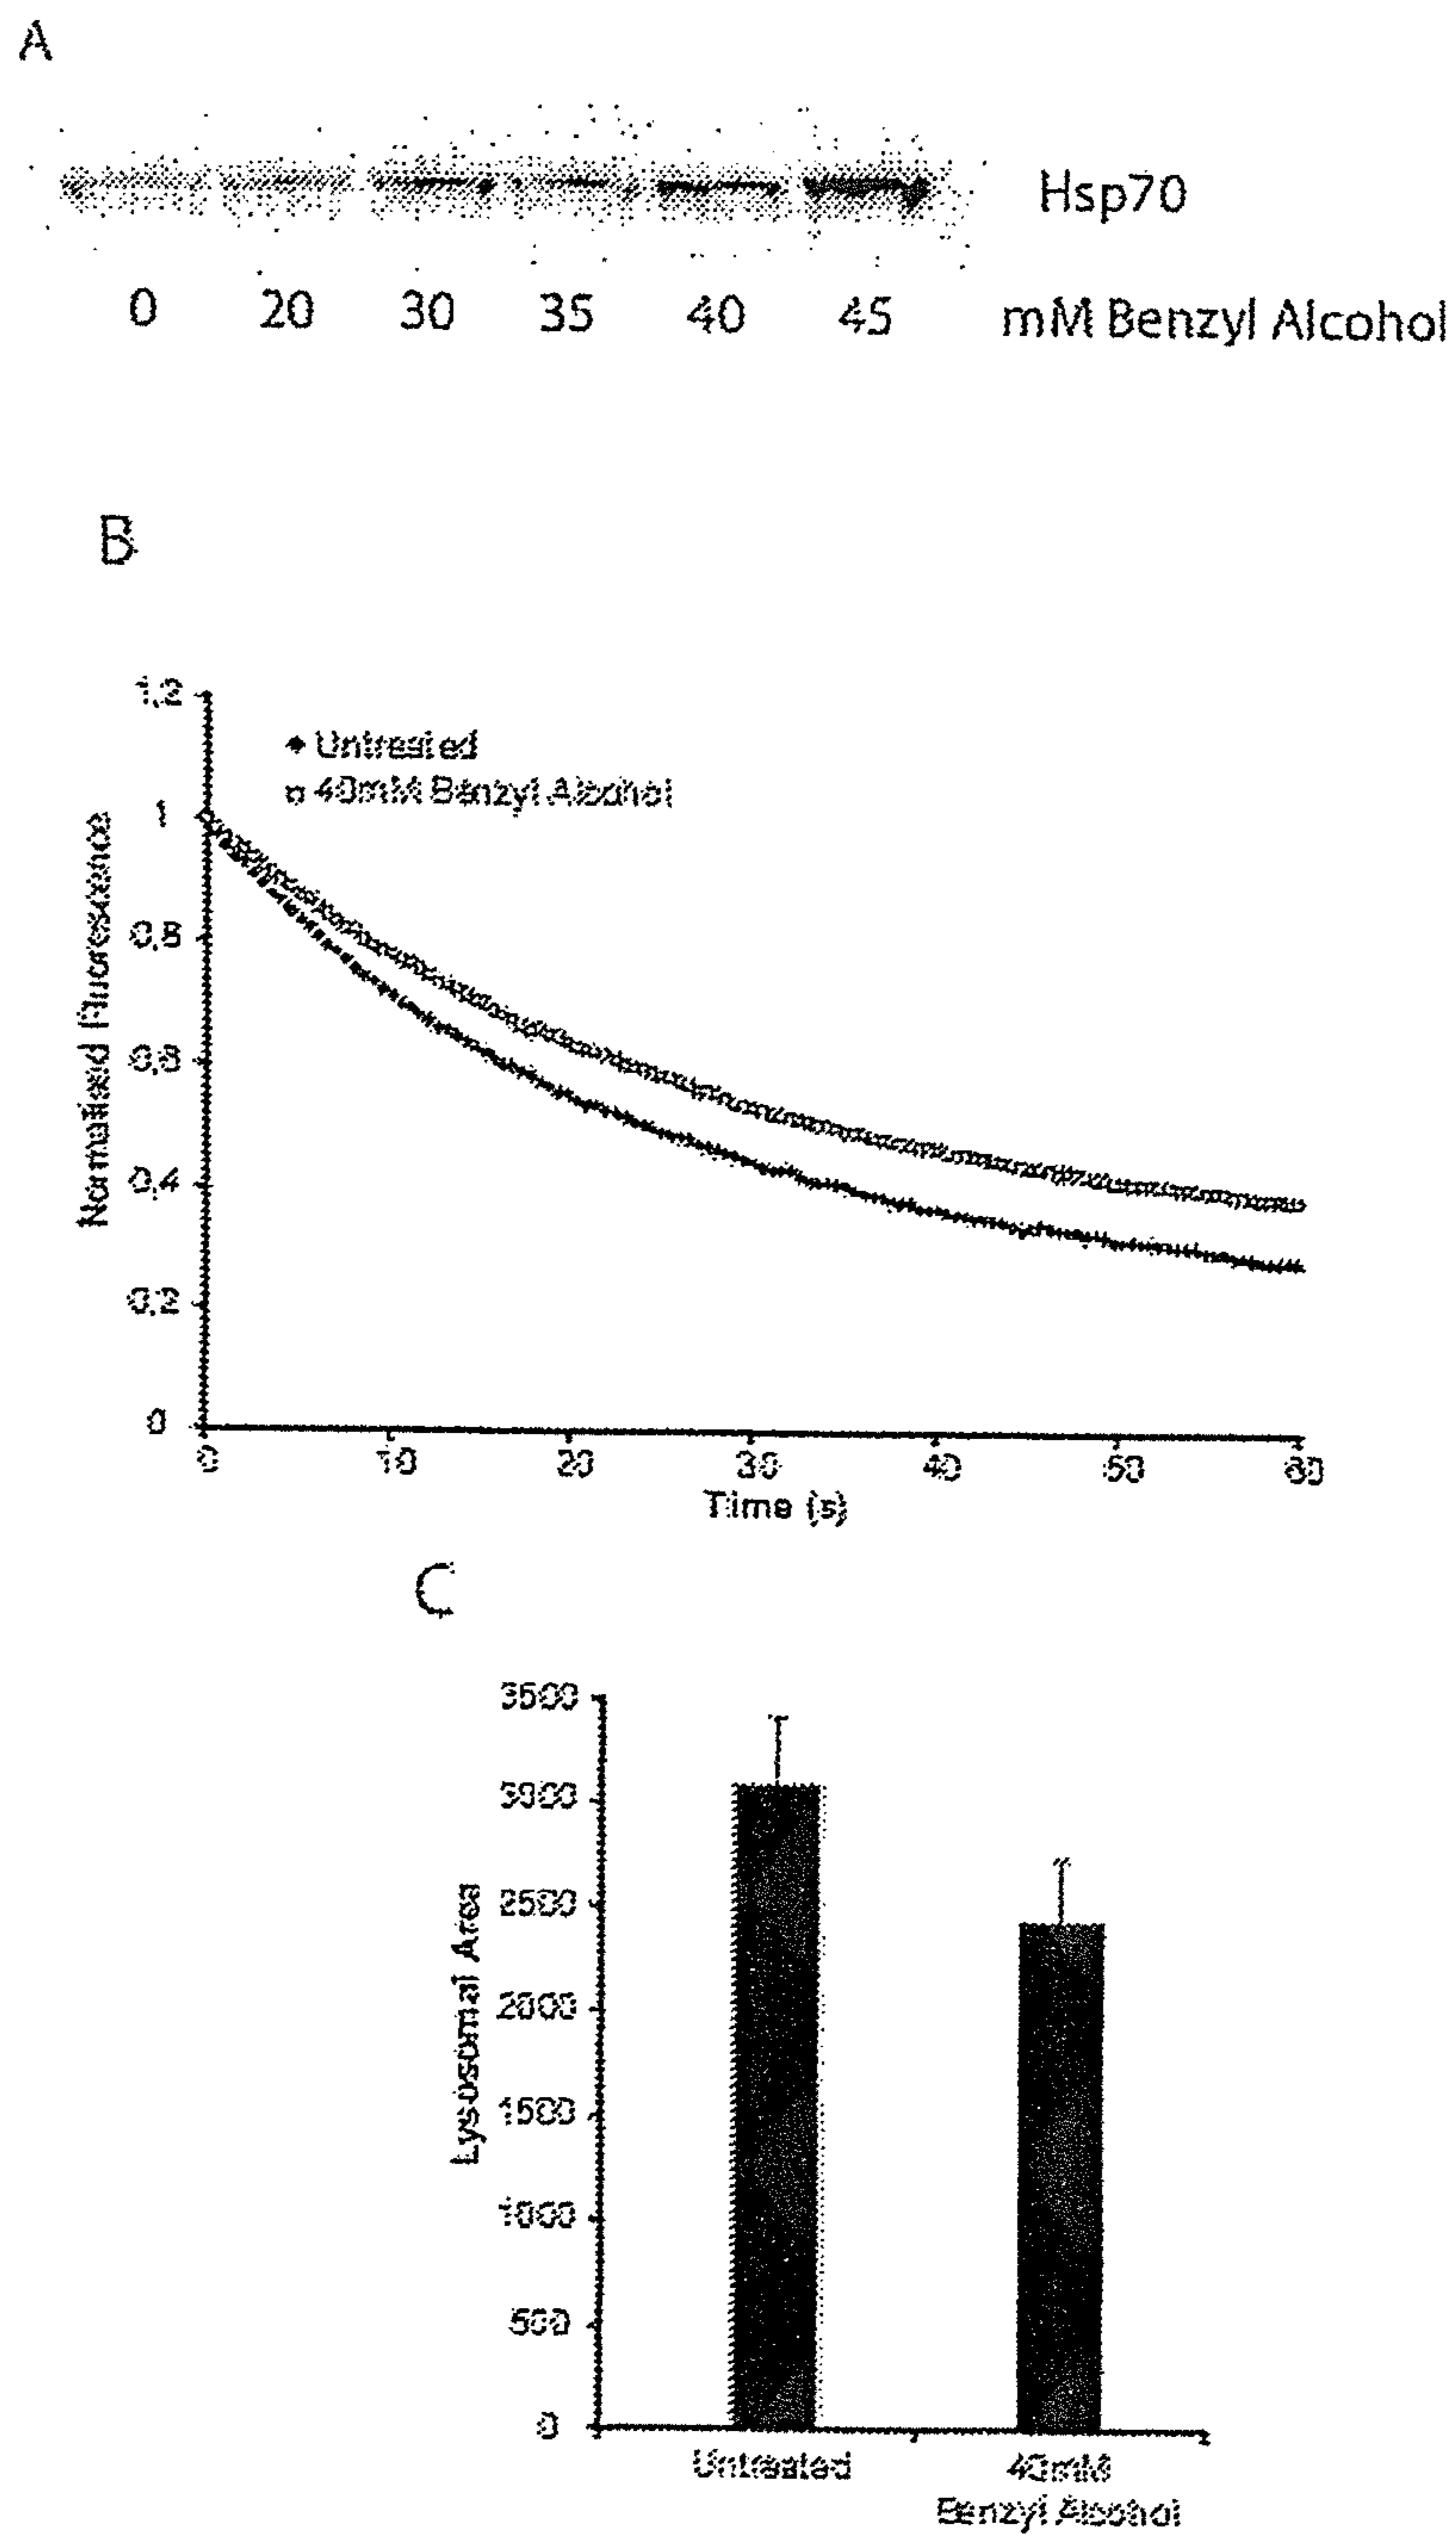 A
Hsp70
0 20 30 35 40 45 mM Benzyl Alcohol
B
1,2
1
0,8
0,6
0,4
0,2
0
Normalised Fluorescence
Untreated
40mM Benzyl Alcohol
0 10 20 30 40 50 60
Time (s)
C
3500
3000
2500
2000
1500
1000
500
0
Lysosomal Area
Untreated
40mM
Benzyl Alcohol